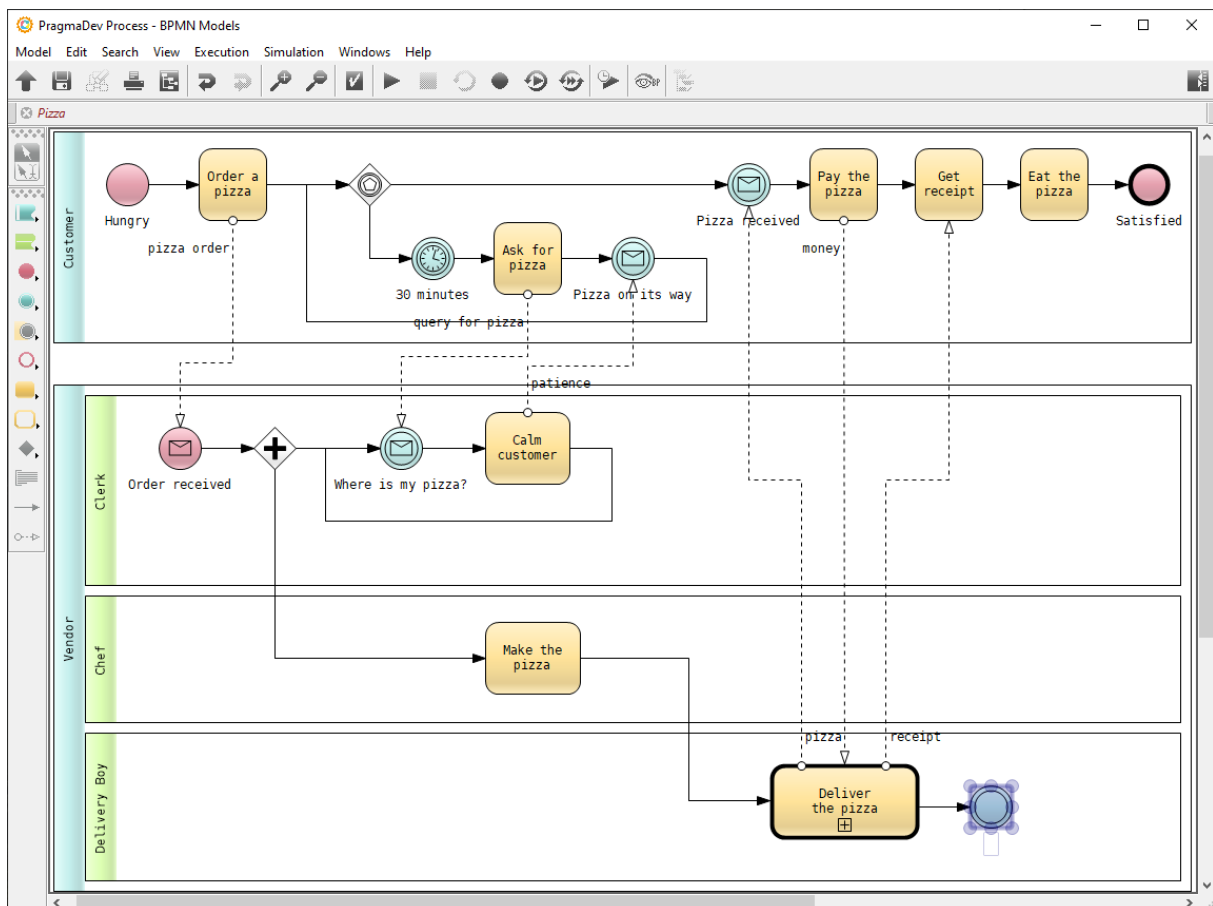 PragmaDev Process - BPMN Models
Model Edit Search View Execution Simulation Windows Help
BP
Pizza
Customer
Hungry
Order a
pizza
pizza order
30 minutes
Ask for
pizza
query for pizza
Pizza on its way
Pizza received
Pay the
pizza
money
Get
receipt
Eat the
pizza
Satisfied
patience
Vendor
Clerk
Order received
Where is my pizza?
Calm
customer
Chef
Make the
pizza
Delivery Boy
pizza
receipt
Deliver
the pizza